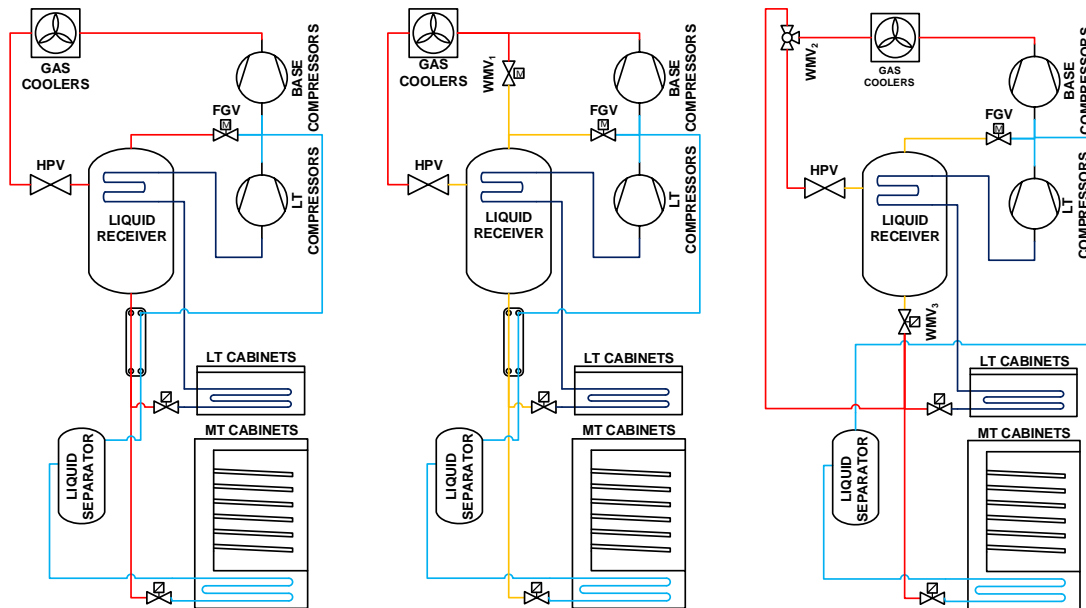 GAS
COOLERS
BASE
COMPRESSORS
FGV
M
HPV
LIQUID
RECEIVER
LT
COMPRESSORS
LT CABINETS
MT CABINETS
LIQUID
SEPARATOR
GAS
COOLERS
WMV1
M
BASE
COMPRESSORS
FGV
M
HPV
LIQUID
RECEIVER
LT
COMPRESSORS
LT CABINETS
MT CABINETS
LIQUID
SEPARATOR
WMV2
GAS
COOLERS
BASE
COMPRESSORS
FGV
M
HPV
LIQUID
RECEIVER
LT
COMPRESSORS
WMV3
LT CABINETS
MT CABINETS
LIQUID
SEPARATOR